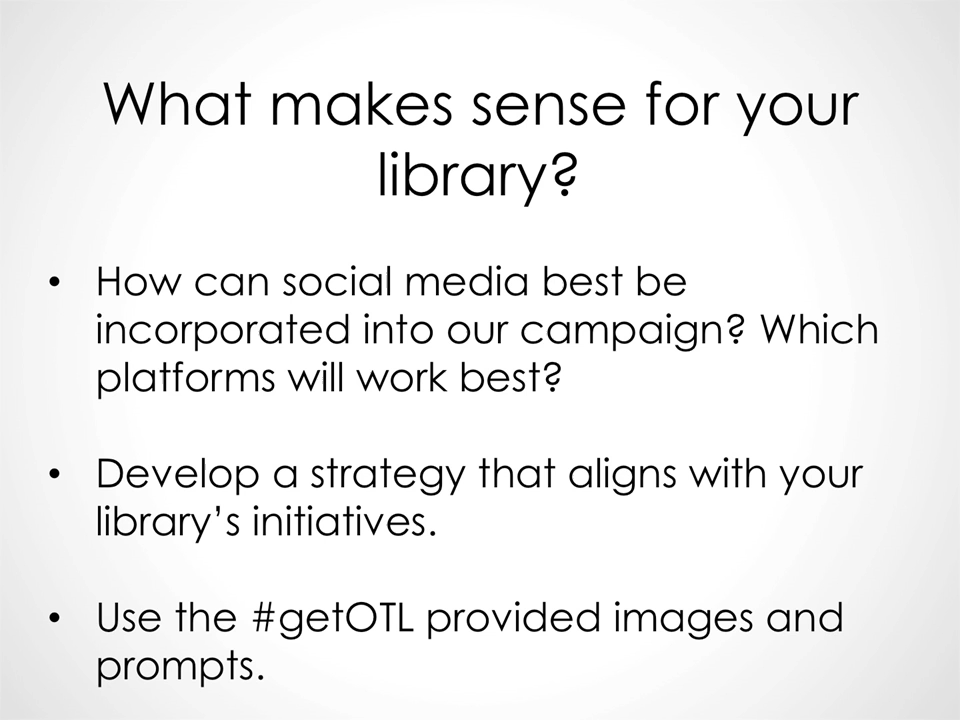 What makes sense for your
library?
• How can social media best be
incorporated into our campaign? Which
platforms will work best?
• Develop a strategy that aligns with your
library’s initiatives.
• Use the #getOTL provided images and
prompts.